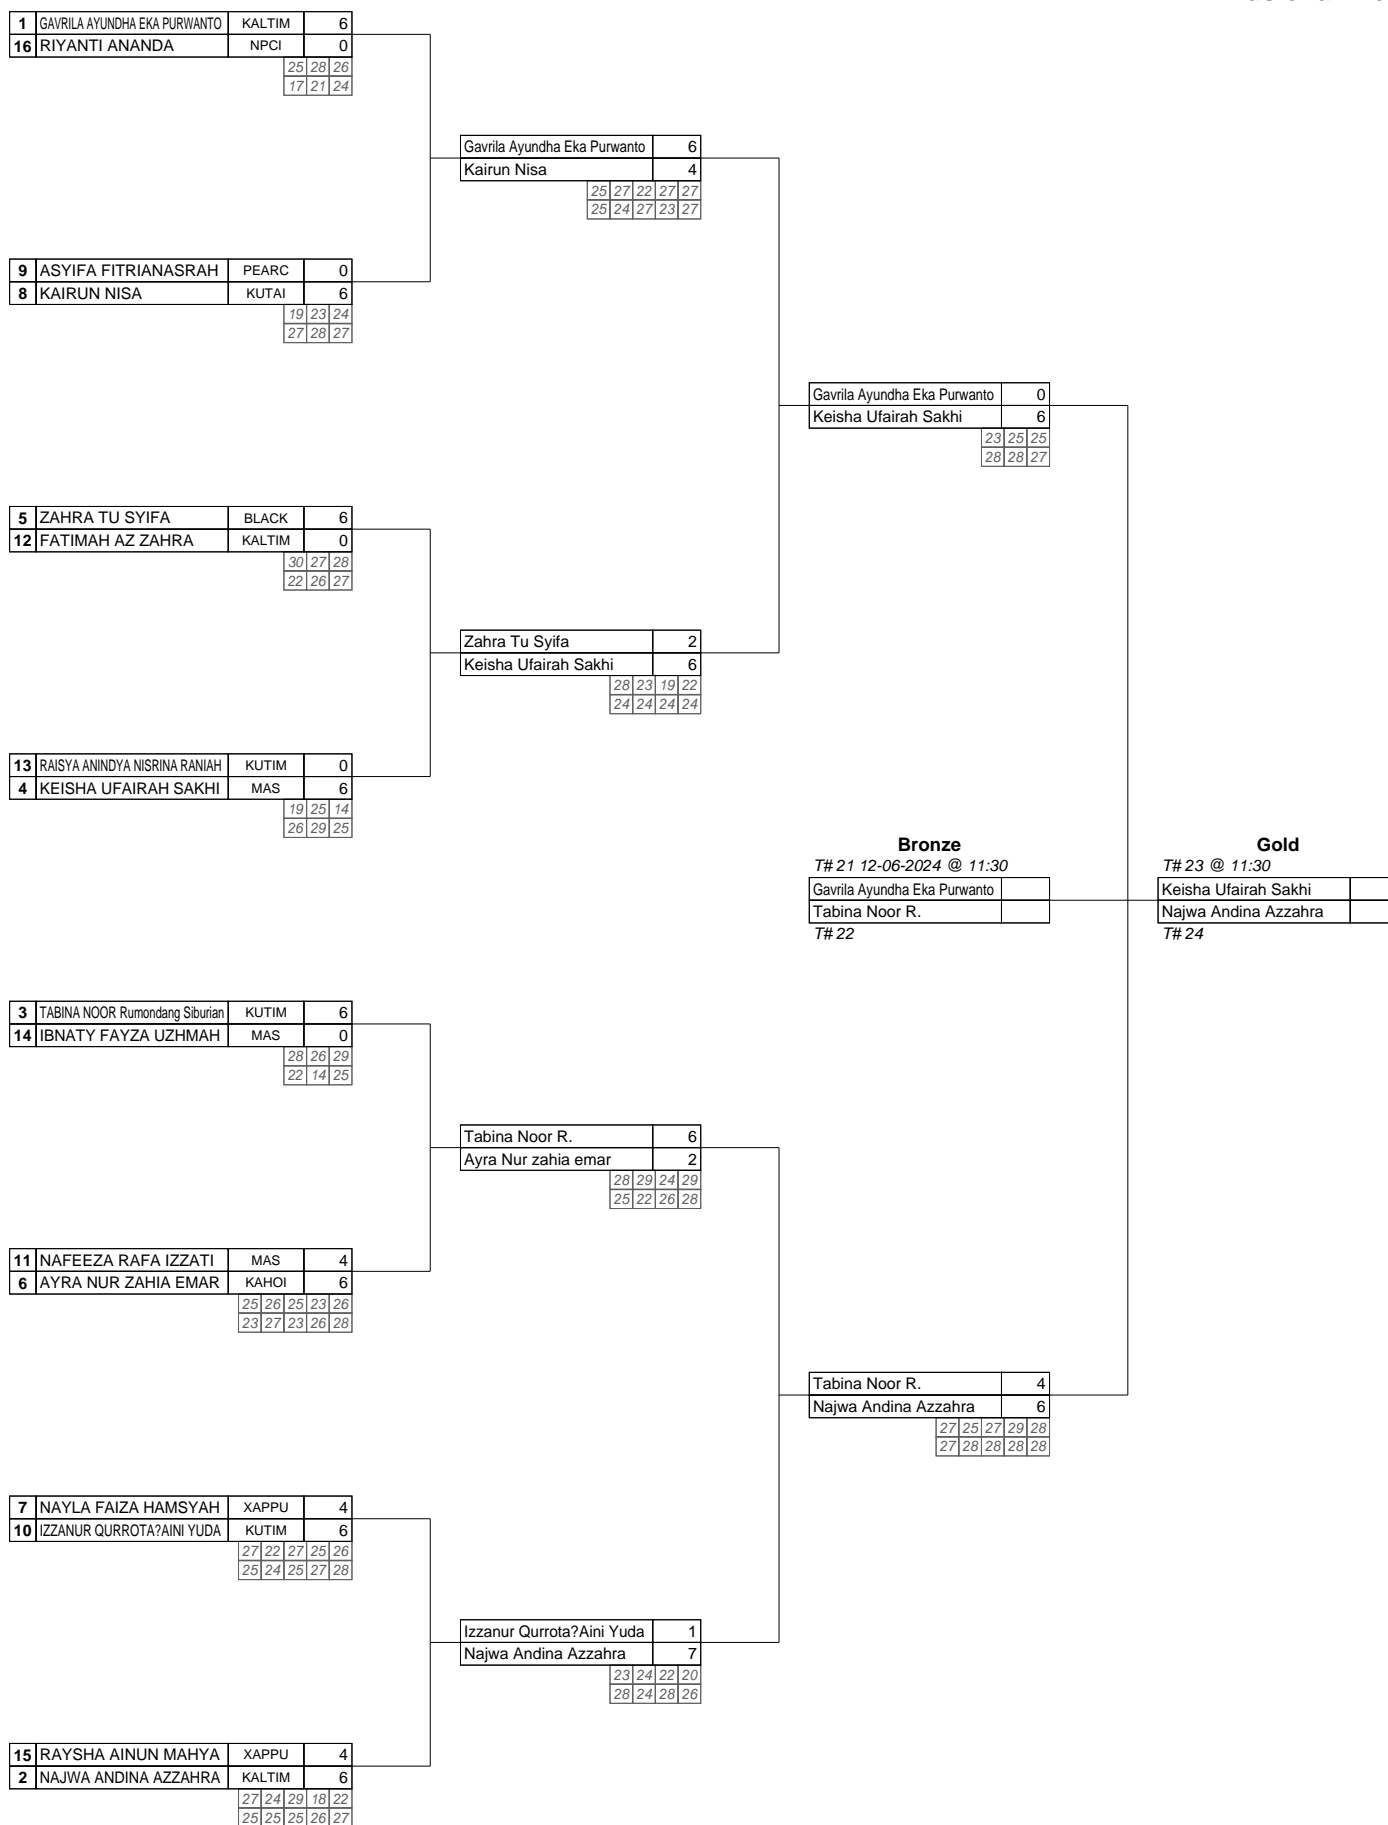 1 GAVRILA AYUNDHA EKA PURWANTO KALTIM 6
16 RIYANTI ANANDA NPCI 0
25 28 26
17 21 24
Gavrila Ayundha Eka Purwanto 6
Kairun Nisa 4
25 27 22 27 27
25 24 27 23 27
9 ASYIFA FITRIANASRAH PEARC 0
8 KAIRUN NISA KUTAI 6
19 23 24
27 28 27
Gavrila Ayundha Eka Purwanto 0
Keisha Ufairah Sakhi 6
23 25 25
28 28 27
5 ZAHRA TU SYIFA BLACK 6
12 FATIMAH AZ ZAHRA KALTIM 0
30 27 28
22 26 27
Zahra Tu Syifa 2
Keisha Ufairah Sakhi 6
28 23 19 22
24 24 24 24
13 RAISYA ANINDYA NISRINA RANIAH KUTIM 0
4 KEISHA UFAIRAH SAKHI MAS 6
19 25 14
26 29 25
Bronze Gold
T# 21 12-06-2024 @ 11:30 T# 23 @ 11:30
Gavrila Ayundha Eka Purwanto Keisha Ufairah Sakhi
Tabina Noor R. Najwa Andina Azzahra
T# 22 T# 24
3 TABINA NOOR Rumondang Siburian KUTIM 6
14 IBNATY FAYZA UZHMAH MAS 0
28 26 29
22 14 25
Tabina Noor R. 6
Ayra Nur zahia emar 2
28 29 24 29
25 22 26 28
11 NAFEEZA RAFA IZZATI MAS 4
6 AYRA NUR ZAHIA EMAR KAHOI 6
25 26 25 23 26
23 27 23 26 28
Tabina Noor R. 4
Najwa Andina Azzahra 6
27 25 27 29 28
27 28 28 28 28
7 NAYLA FAIZA HAMSYAH XAPPU 4
10 IZZANUR QURROTA?AINI YUDA KUTIM 6
27 22 27 25 26
25 24 25 27 28
Izzanur Qurrota?Aini Yuda 1
Najwa Andina Azzahra 7
23 24 22 20
28 24 28 26
15 RAYSHA AINUN MAHYA XAPPU 4
2 NAJWA ANDINA AZZAHRA KALTIM 6
27 24 29 18 22
25 25 25 26 27